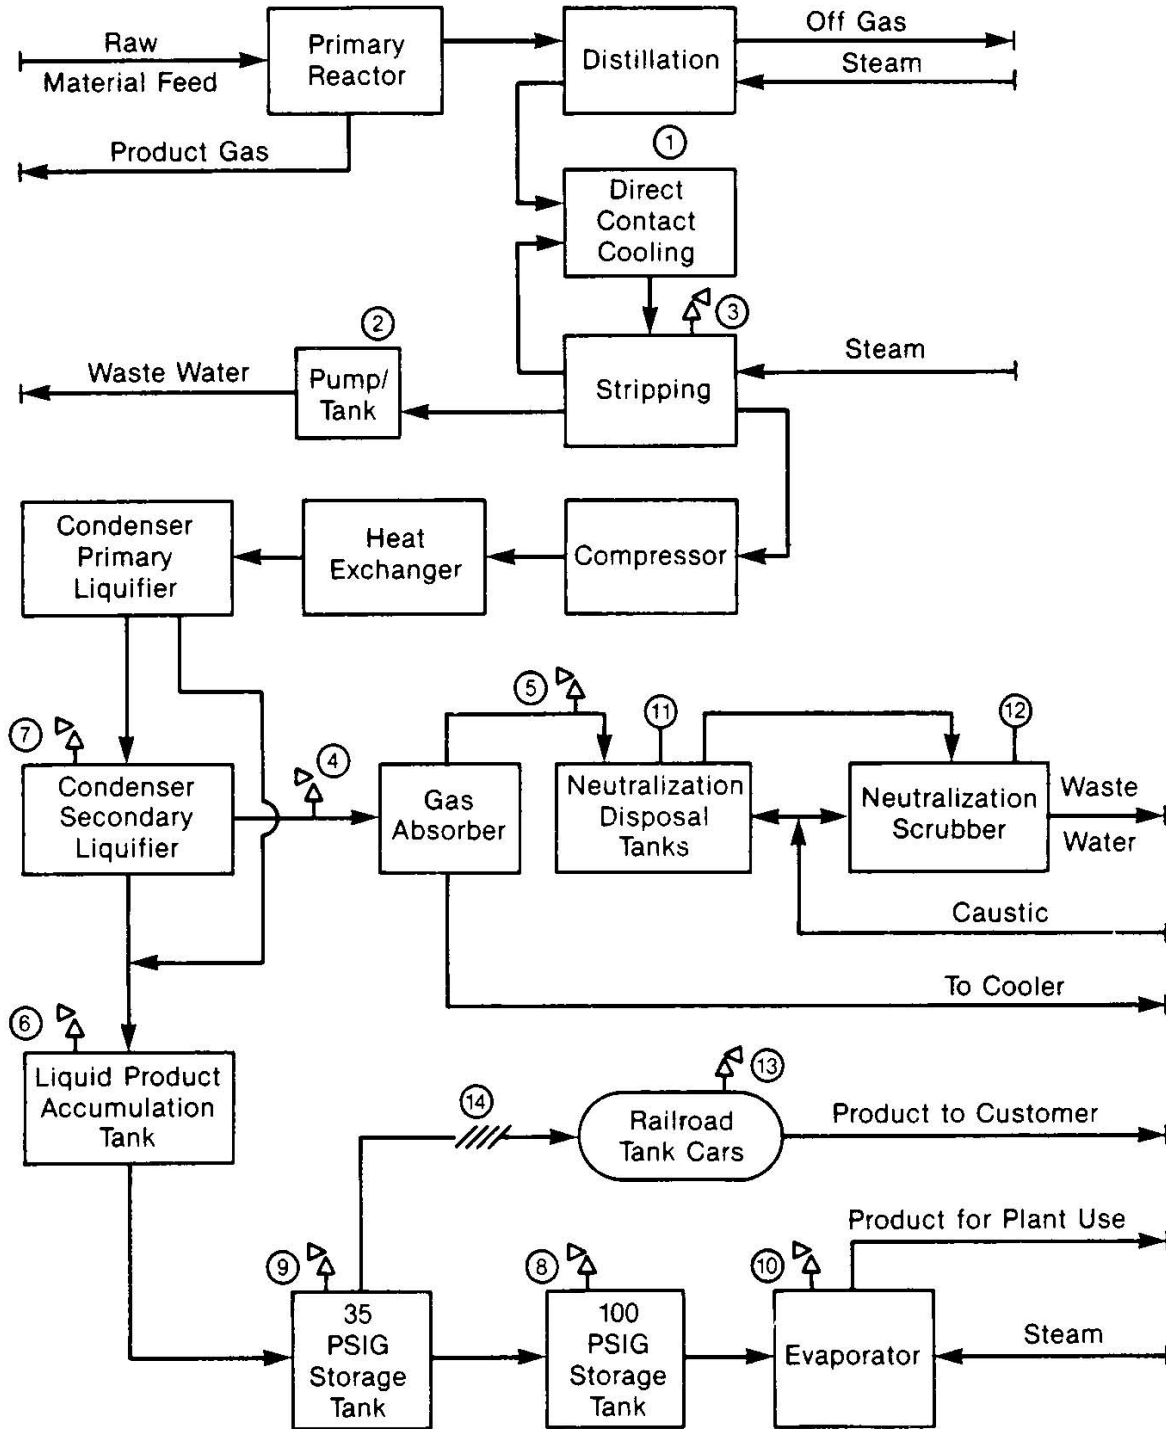 Raw
Material Feed
Primary
Reactor
Distillation
Off Gas
Steam
Product Gas
1
Direct
Contact
Cooling
2
3
Waste Water
Pump/
Tank
Stripping
Steam
Condenser
Primary
Liquifier
Heat
Exchanger
Compressor
7
4
5
11
12
Condenser
Secondary
Liquifier
Gas
Absorber
Neutralization
Disposal
Tanks
Neutralization
Scrubber
Waste
Water
Caustic
To Cooler
6
Liquid Product
Accumulation
Tank
14
13
Railroad
Tank Cars
Product to Customer
Product for Plant Use
9
35
PSIG
Storage
Tank
8
100
PSIG
Storage
Tank
10
Evaporator
Steam